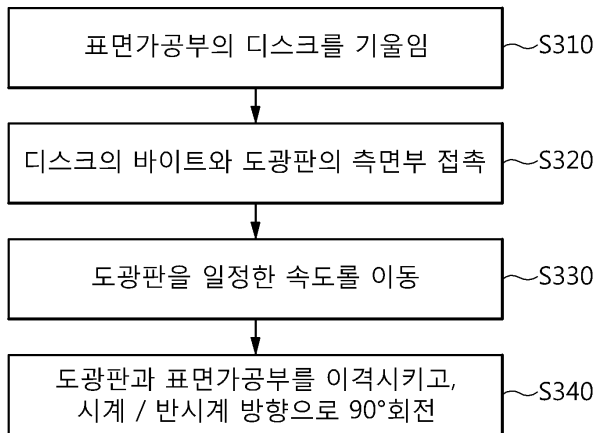 표면가공부의 디스크를 기울임 S310
디스크의 바이트와 도광판의 측면부 접촉 S320
도광판을 일정한 속도롤 이동 S330
도광판과 표면가공부를 이격시키고, S340
시계 / 반시계 방향으로 90°회전